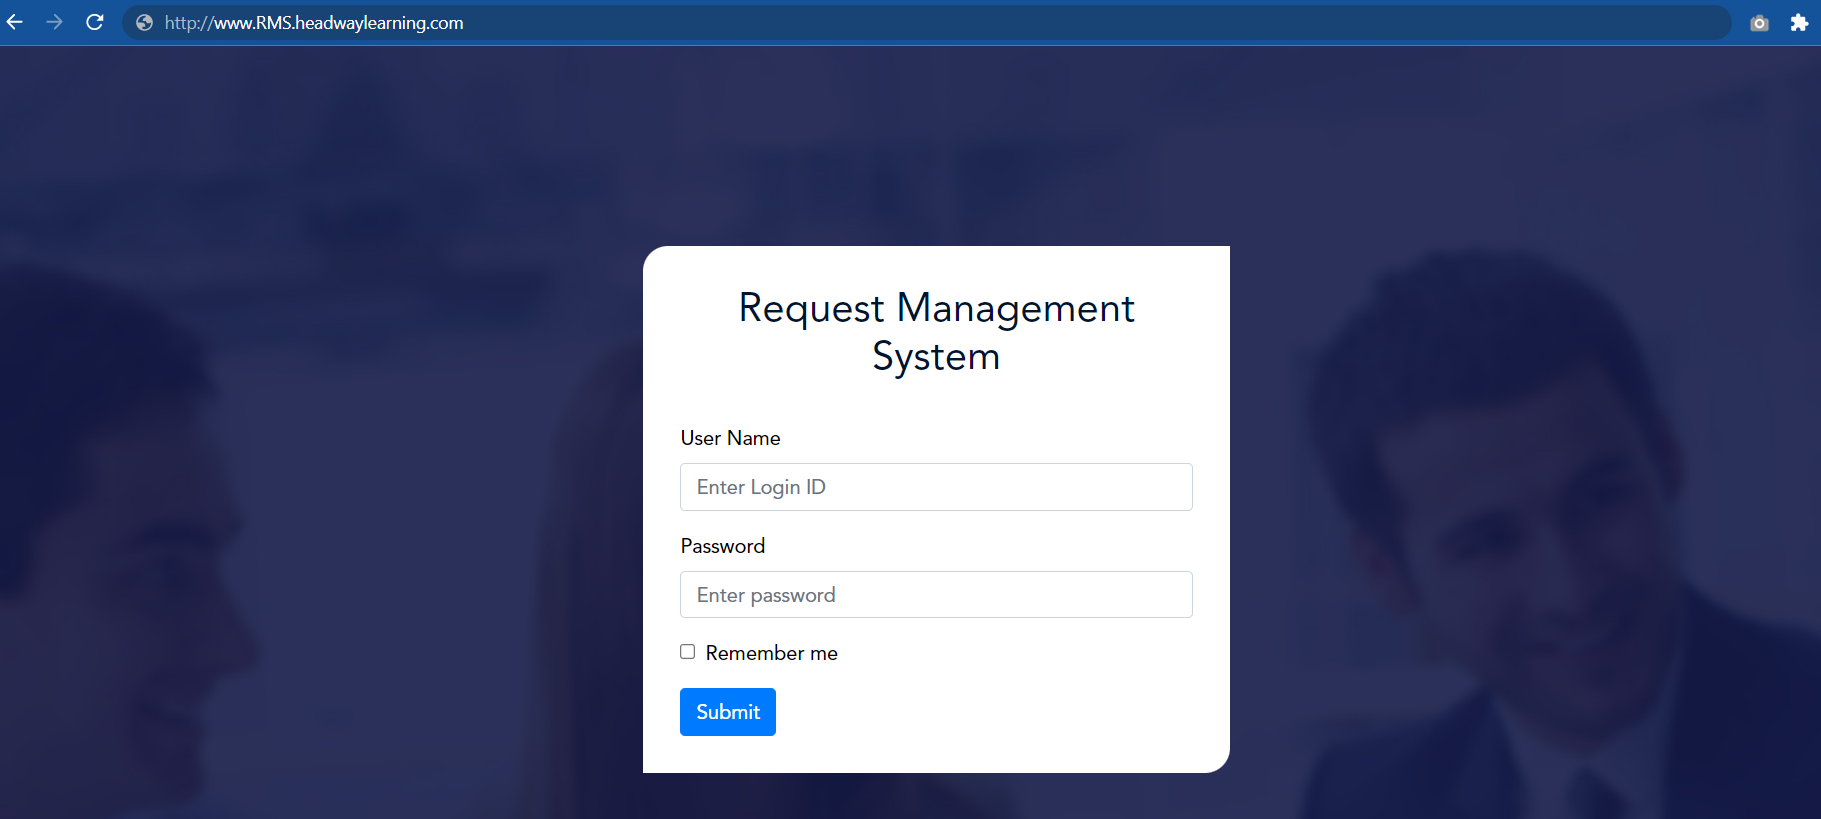 http://www.RMS.headwaylearning.com
Request Management
System
User Name
Enter Login ID
Password
Enter password
Remember me
Submit